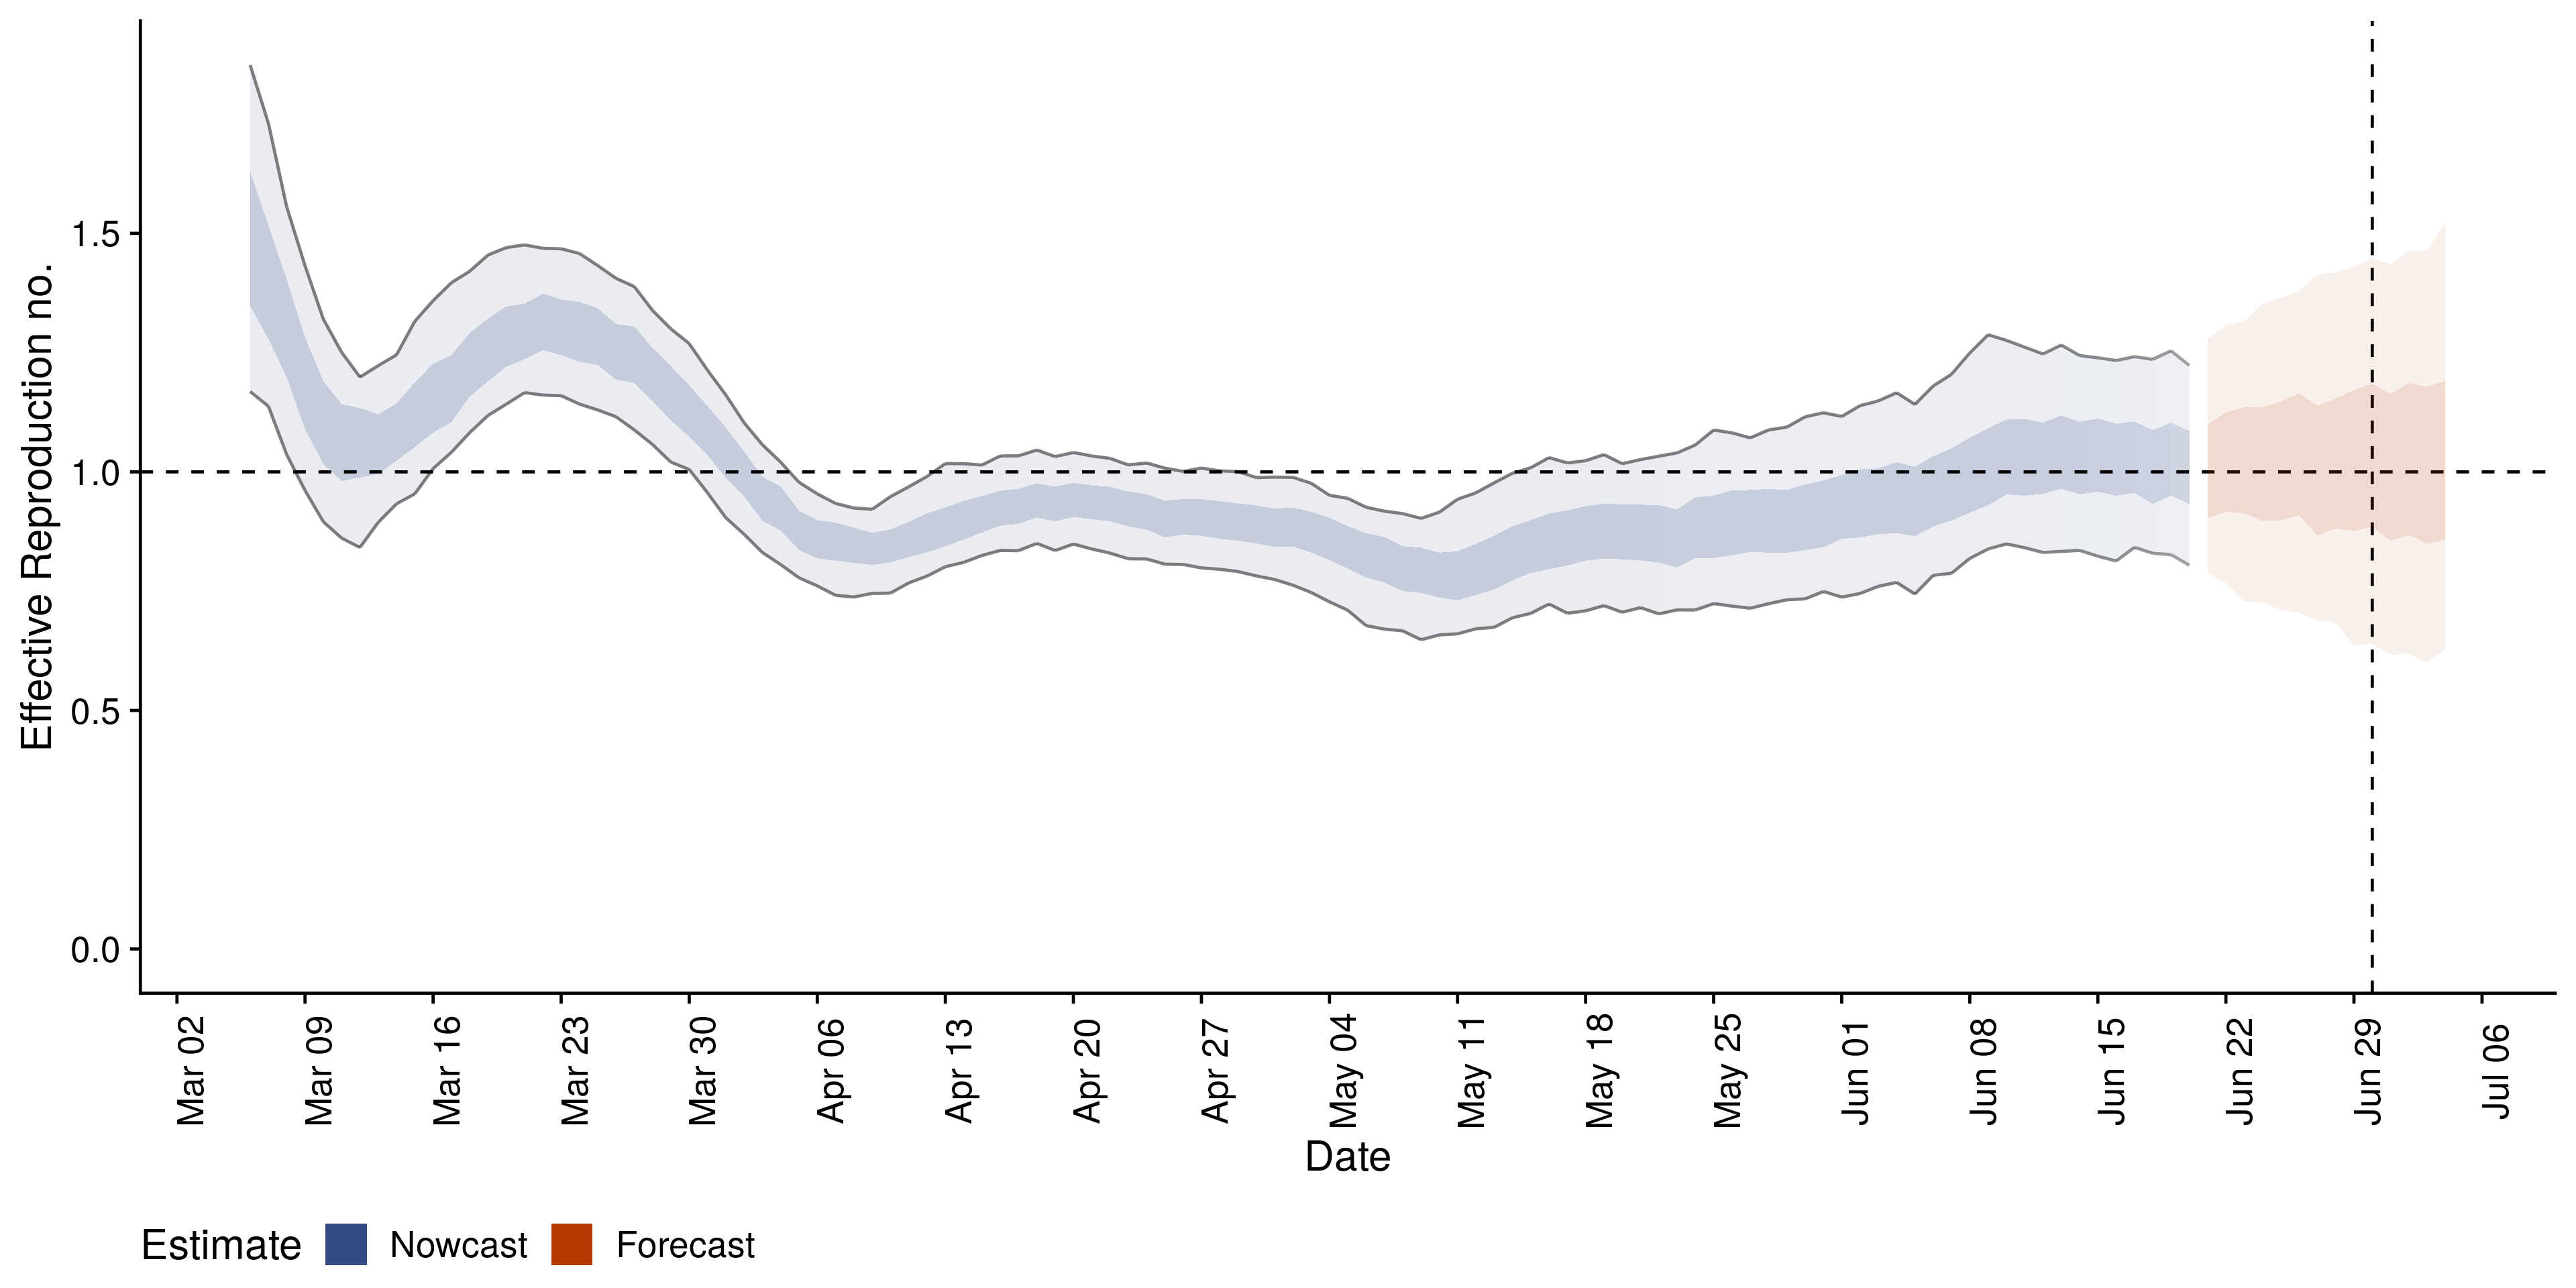 Effective Reproduction no.
1.5
1.0
0.5
0.0
Mar 02
Mar 09
Mar 16
Mar 23
Mar 30
Apr 06
Apr 13
Apr 20
Apr 27
May 04
May 11
May 18
May 25
Jun 01
Jun 08
Jun 15
Jun 22
Jun 29
Jul 06
Date
Estimate Nowcast Forecast